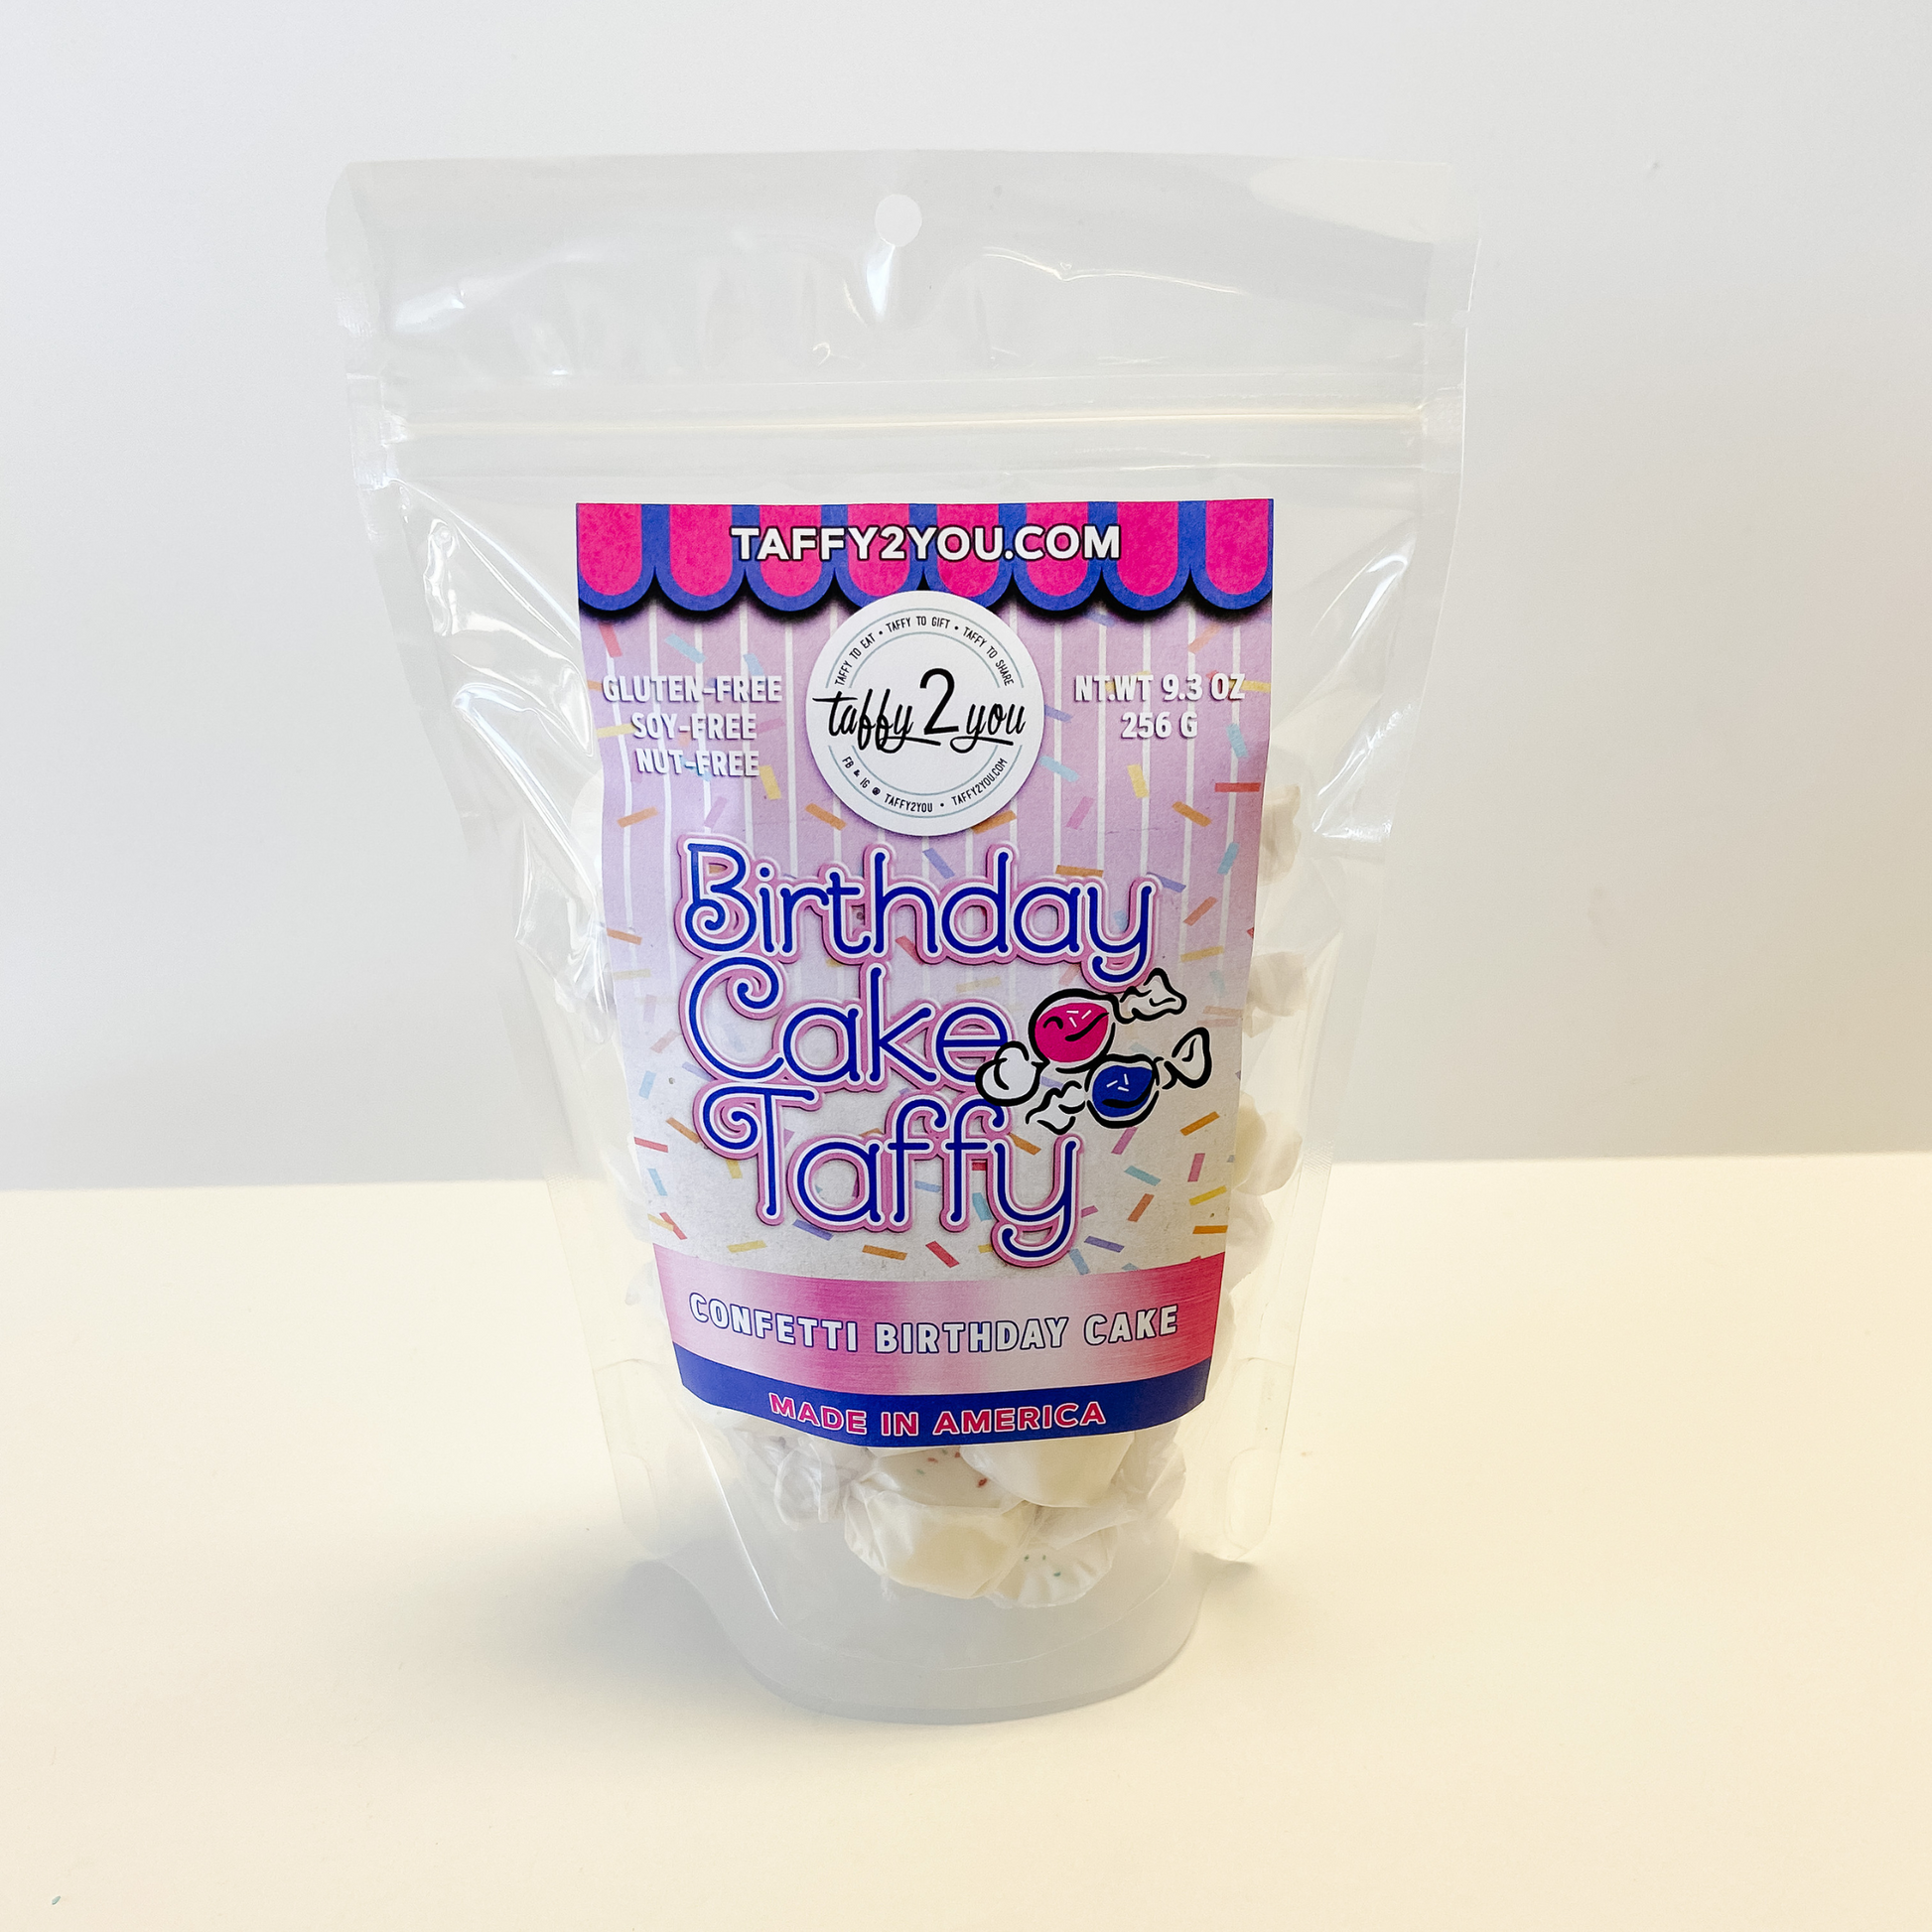 TAFFY2YOU.COM
TAFFY TO EAT • TAFFY TO GIFT • TAFFY TO SHARE
GLUTEN-FREE
SOY-FREE
NUT-FREE
taffy 2 you
NT.WT 9.3 OZ
256 G
FB & IG @ TAFFY2YOU • TAFFY2YOU.COM
Birthday
Cake
Taffy
CONFETTI BIRTHDAY CAKE
MADE IN AMERICA